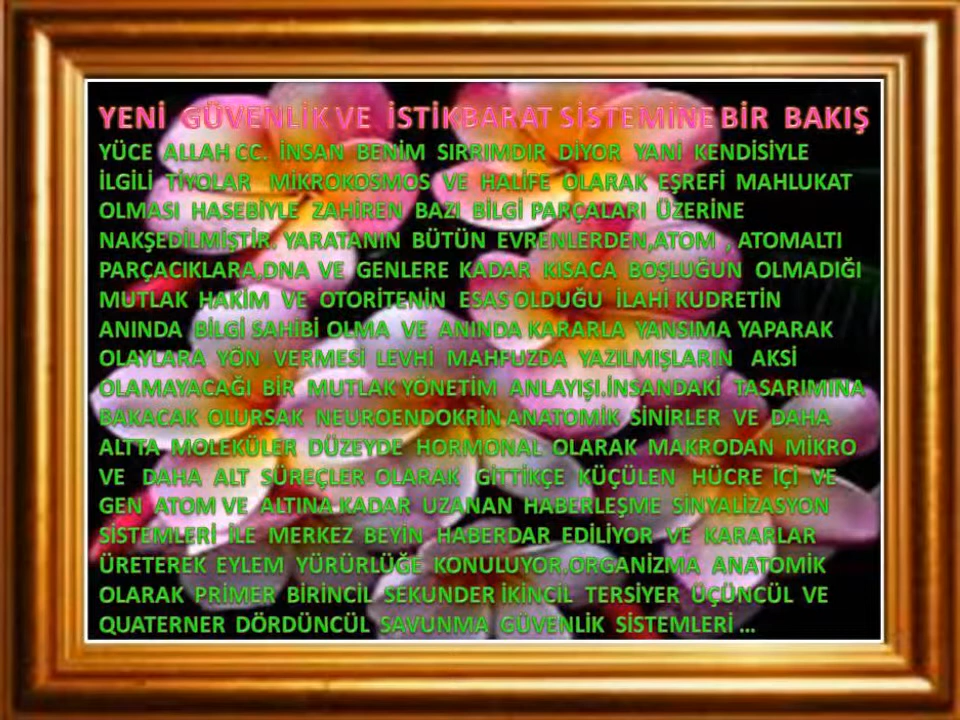 YENİ GÜVENLİK VE İSTİKBARAT SİSTEMİNE BİR BAKIŞ
YÜCE ALLAH CC. İNSAN BENİM SIRRIMDIR DİYOR YANİ KENDİSİYLE
İLGİLİ TİYOLAR MİKROKOSMOS VE HALİFE OLARAK EŞREFİ MAHLUKAT
OLMASI HASEBİYLE ZAHİREN BAZI BİLGİ PARÇALARI ÜZERİNE
NAKŞEDİLMİŞTİR. YARATANIN BÜTÜN EVRENLERDEN,ATOM , ATOMALTI
PARÇACIKLARA,DNA VE GENLERE KADAR KISACA BOŞLUĞUN OLMADIĞI
MUTLAK HAKİM VE OTORİTENİN ESAS OLDUĞU İLAHİ KUDRETİN
ANINDA BİLGİ SAHİBİ OLMA VE ANINDA KARARLA YANSIMA YAPARAK
OLAYLARA YÖN VERMESİ LEVHİ MAHFUZDA YAZILMIŞLARIN AKSİ
OLAMAYACAĞI BİR MUTLAK YÖNETİM ANLAYIŞI.İNSANDAKİ TASARIMINA
BAKACAK OLURSAK NEUROENDOKRİN,ANATOMİK SİNİRLER VE DAHA
ALTTA MOLEKÜLER DÜZEYDE HORMONAL OLARAK MAKRODAN MİKRO
VE DAHA ALT SÜREÇLER OLARAK GİTTİKÇE KÜÇÜLEN HÜCRE İÇİ VE
GEN ATOM VE ALTINA KADAR UZANAN HABERLEŞME SİNYALİZASYON
SİSTEMLERİ İLE MERKEZ BEYİN HABERDAR EDİLİYOR VE KARARLAR
ÜRETEREK EYLEM YÜRÜRLÜĞE KONULUYOR.ORGANİZMA ANATOMİK
OLARAK PRİMER BİRİNCİL SEKUNDER İKİNCİL TERSİYER ÜÇÜNCÜL VE
QUATERNER DÖRDÜNCÜL SAVUNMA GÜVENLİK SİSTEMLERİ ...